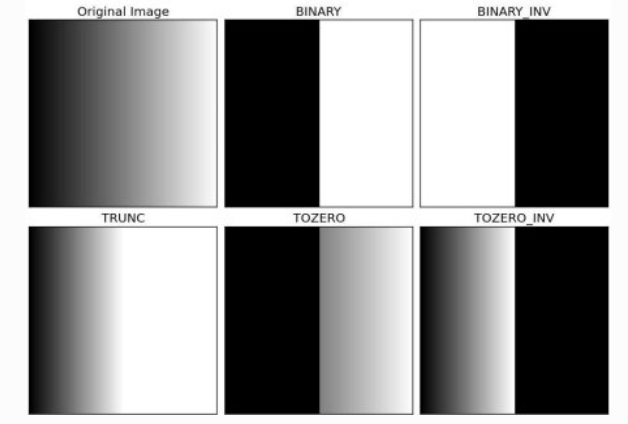 Original Image
BINARY
BINARY_INV
TRUNC
TOZERO
TOZERO_INV